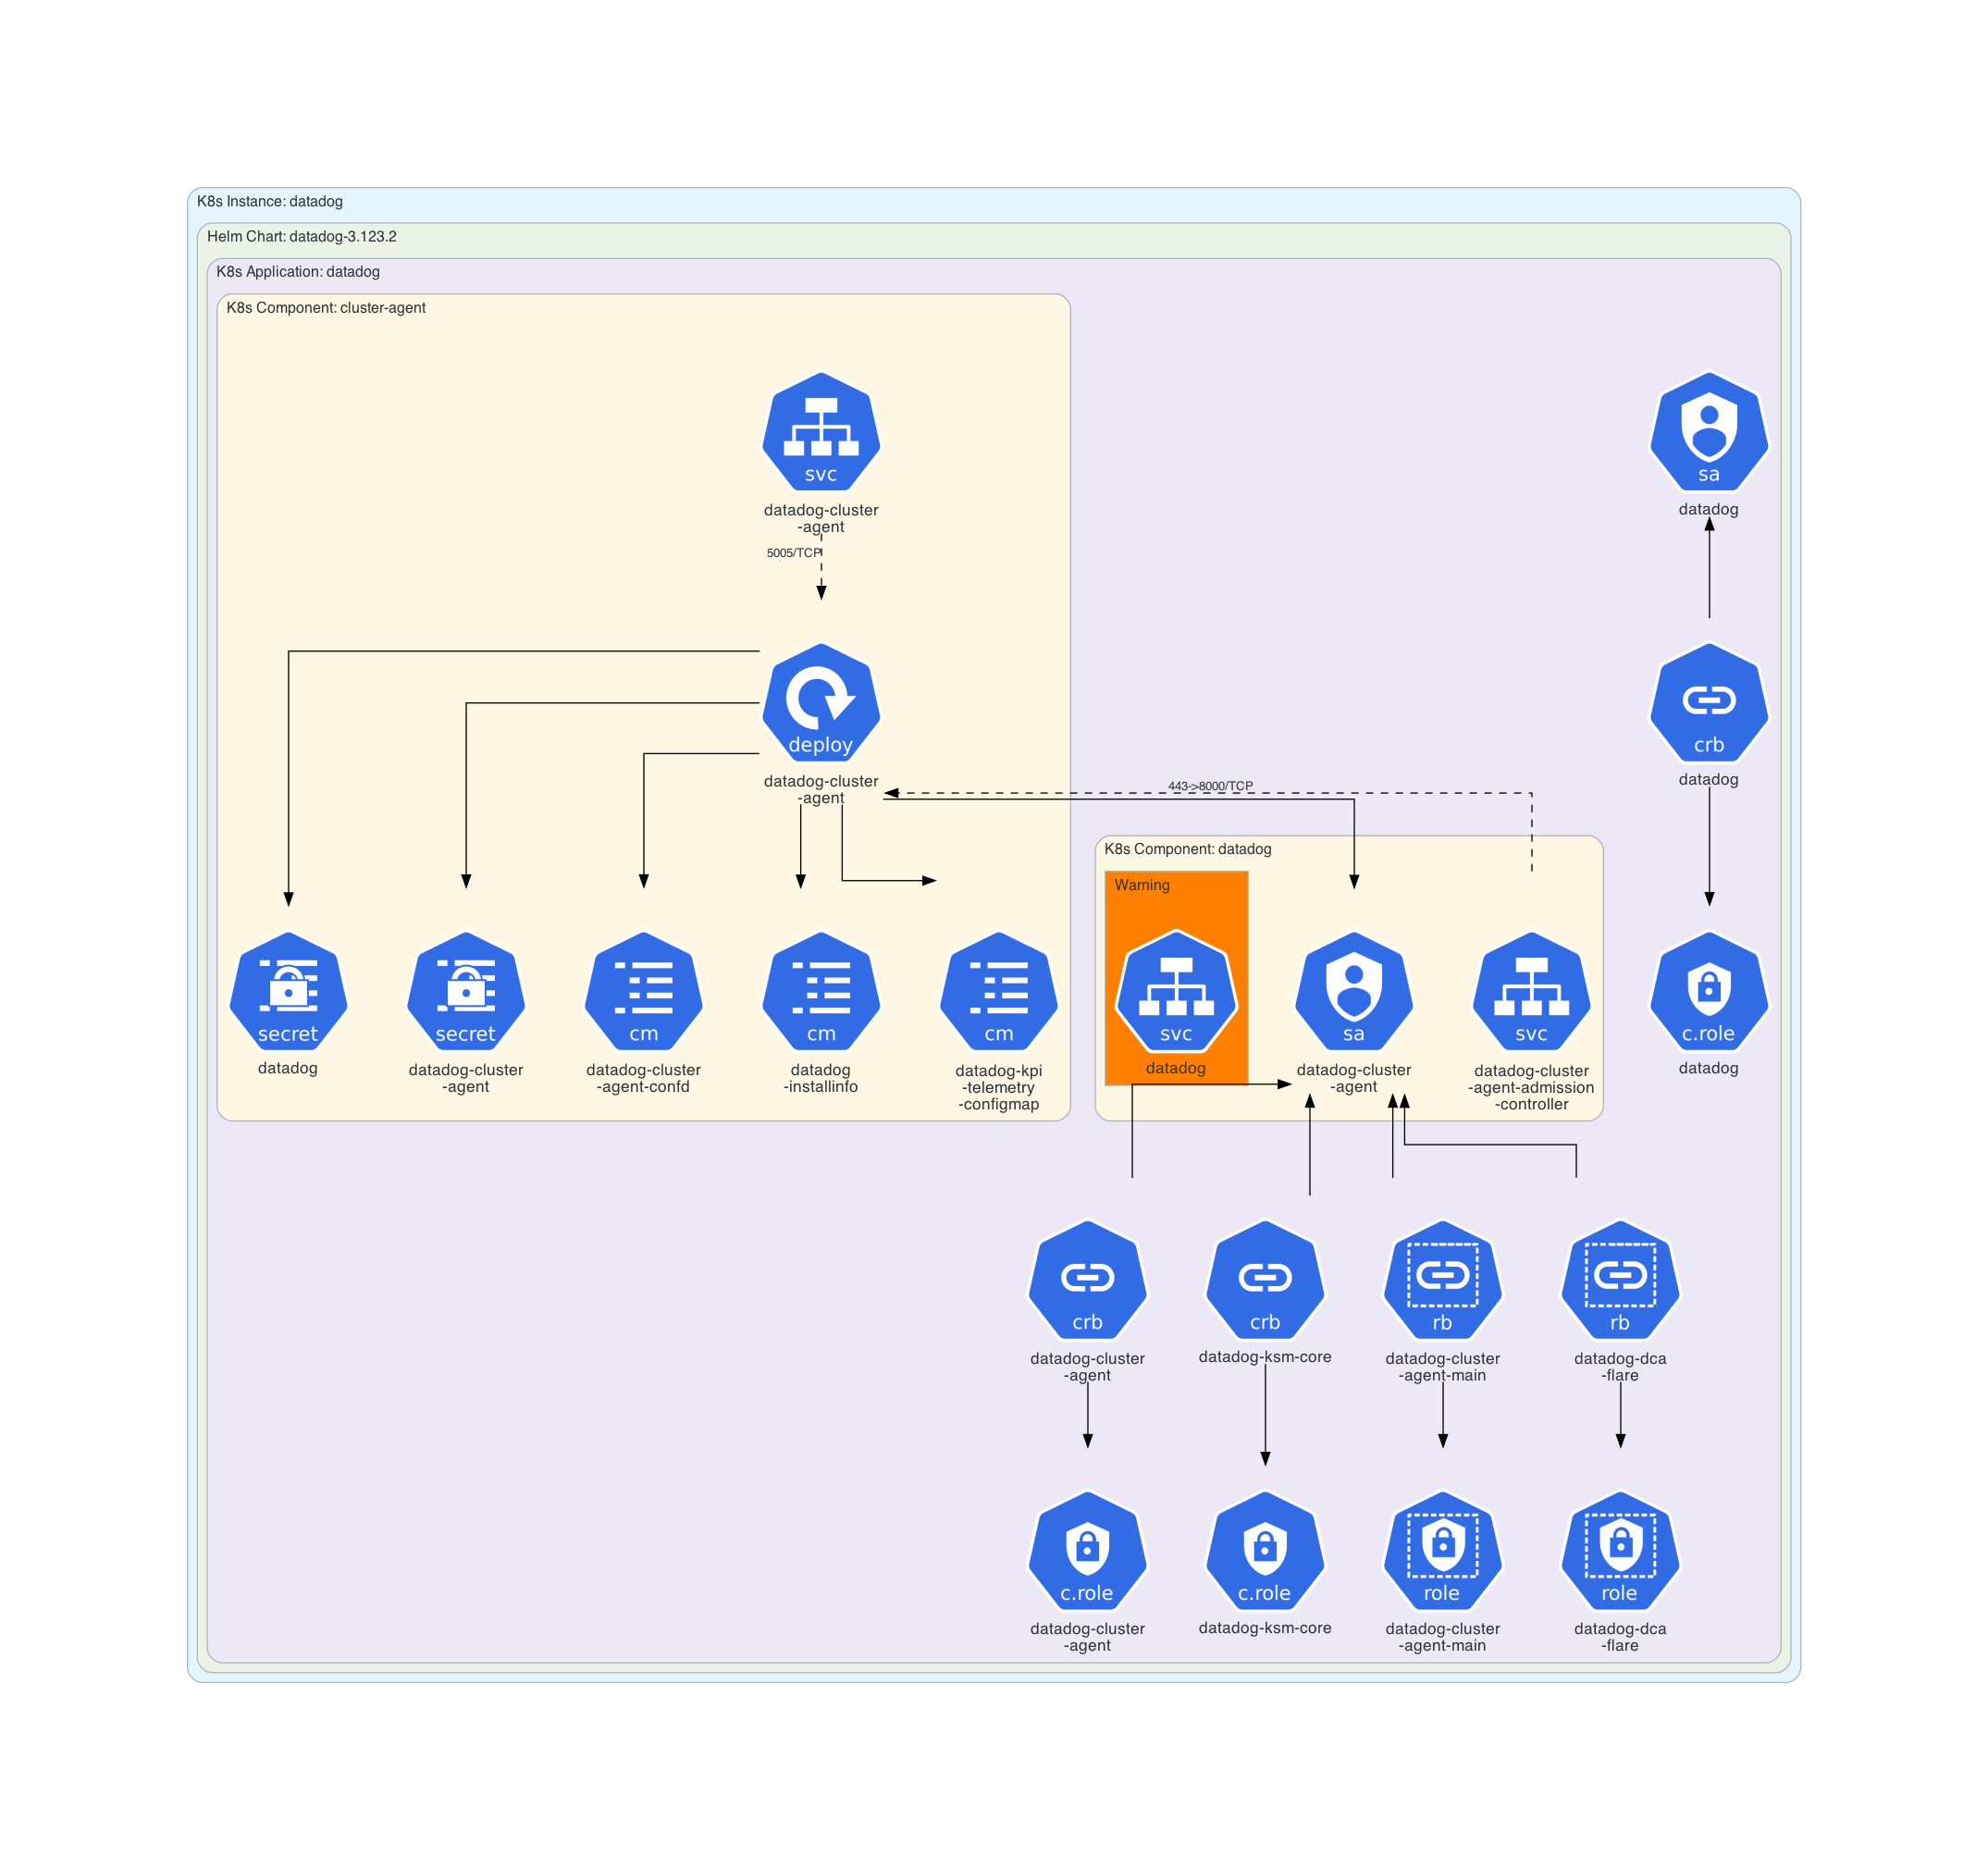 K8s Instance: datadog
Helm Chart: datadog-3.123.2
K8s Application: datadog
K8s Component: cluster-agent
svc
datadog-cluster
-agent
5005/TCP
sa
datadog
deploy
datadog-cluster
-agent
crb
datadog
443->8000/TCP
K8s Component: datadog
Warning
secret
datadog
secret
datadog-cluster
-agent
cm
datadog-cluster
-agent-confd
cm
datadog
-installinfo
cm
datadog-kpi
-telemetry
-configmap
svc
datadog
sa
datadog-cluster
-agent
svc
datadog-cluster
-agent-admission
-controller
c.role
datadog
crb
datadog-cluster
-agent
crb
datadog-ksm-core
rb
datadog-cluster
-agent-main
rb
datadog-dca
-flare
c.role
datadog-cluster
-agent
c.role
datadog-ksm-core
role
datadog-cluster
-agent-main
role
datadog-dca
-flare